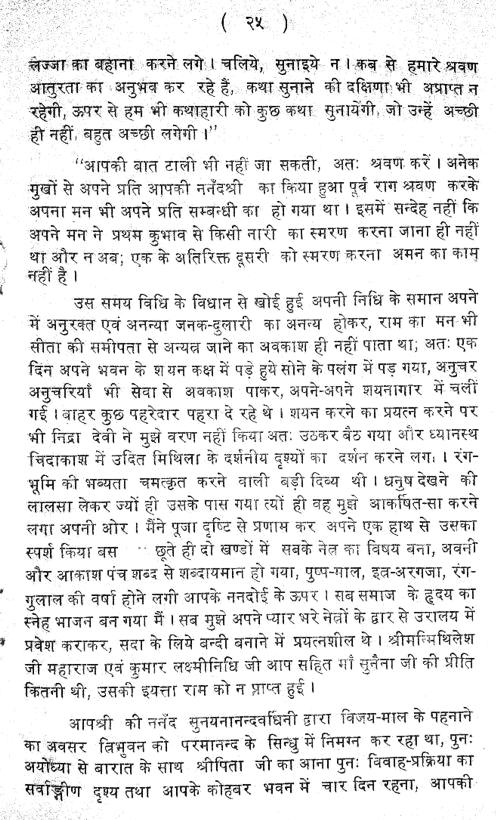 ( २५ )
लज्जा का बहाना करने लगे। चलिये, सुनाइये न। कब से हमारे श्रवण
आतुरता का अनुभव कर रहे हैं, कथा सुनाने की दक्षिणा भी अप्राप्त न
रहेगी, ऊपर से हम भी कथाहारी को कुछ कथा सुनायेंगी, जो उन्हें अच्छी
ही नहीं, बहुत अच्छी लगेगी।"
"आपकी बात टाली भी नहीं जा सकती, अतः श्रवण करें। अनेक
मुखों से अपने प्रति आपकी ननँदश्री का किया हुआ पूर्व राग श्रवण करके
अपना मन भी अपने प्रति सम्बन्धी का हो गया था। इसमें सन्देह नहीं कि
अपने मन ने प्रथम कुभाव से किसी नारी का स्मरण करना जाना ही नहीं
था और न अब; एक के अतिरिक्त दूसरी को स्मरण करना अमन का काम
नहीं है।
उस समय विधि के विधान से खोई हुई अपनी निधि के समान अपने
में अनुरक्त एवं अनन्या जनक-दुलारी का अनन्य होकर, राम का मन भी
सीता की समीपता से अन्यत्र जाने का अवकाश ही नहीं पाता था; अतः एक
दिन अपने भवन के शयन कक्ष में पड़े हुये सोने के पलंग में पड़ गया, अनुचर
अनुचरियाँ भी सेवा से अवकाश पाकर, अपने-अपने शयनागार में चलीं
गईं। बाहर कुछ पहरेदार पहरा दे रहे थे। शयन करने का प्रयत्न करने पर
भी निद्रा देवी ने मुझे वरण नहीं किया अतः उठकर बैठ गया और ध्यानस्थ
चिदाकाश में उदित मिथिला के दर्शनीय दृश्यों का दर्शन करने लगा। रंग-
भूमि की भव्यता चमत्कृत करने वाली बड़ी दिव्य थी। धनुष देखने की
लालसा लेकर ज्यों ही उसके पास गया त्यों ही वह मुझे आकर्षित-सा करने
लगा अपनी ओर। मैंने पूजा दृष्टि से प्रणाम कर अपने एक हाथ से उसका
स्पर्श किया बस छूते ही दो खण्डों में सबके नेत्र का विषय बना, अवनी
और आकाश पंच शब्द से शब्दायमान हो गया, पुष्प-माल, इत्र-अरगजा, रंग-
गुलाल की वर्षा होने लगी आपके ननदोई के ऊपर। सब समाज के हृदय का
स्नेह भाजन बन गया मैं। सब मुझे अपने प्यार भरे नेत्रों के द्वार से उरालय में
प्रवेश कराकर, सदा के लिये बन्दी बनाने में प्रयत्नशील थे। श्रीमन्मिथिलेश
जी महाराज एवं कुमार लक्ष्मीनिधि जी आप सहित माँ सुनैना जी की प्रीति
कितनी थी, उसकी इयत्ता राम को न प्राप्त हुई।
आपश्री की ननँद सुनयनानन्दवर्धिनी द्वारा विजय-माल के पहनाने
का अवसर त्रिभुवन को परमानन्द के सिन्धु में निमग्न कर रहा था, पुनः
अयोध्या से बारात के साथ श्रीपिता जी का आना पुनः विवाह-प्रक्रिया का
सर्वाङ्गीण दृश्य तथा आपके कोहबर भवन में चार दिन रहना, आपकी